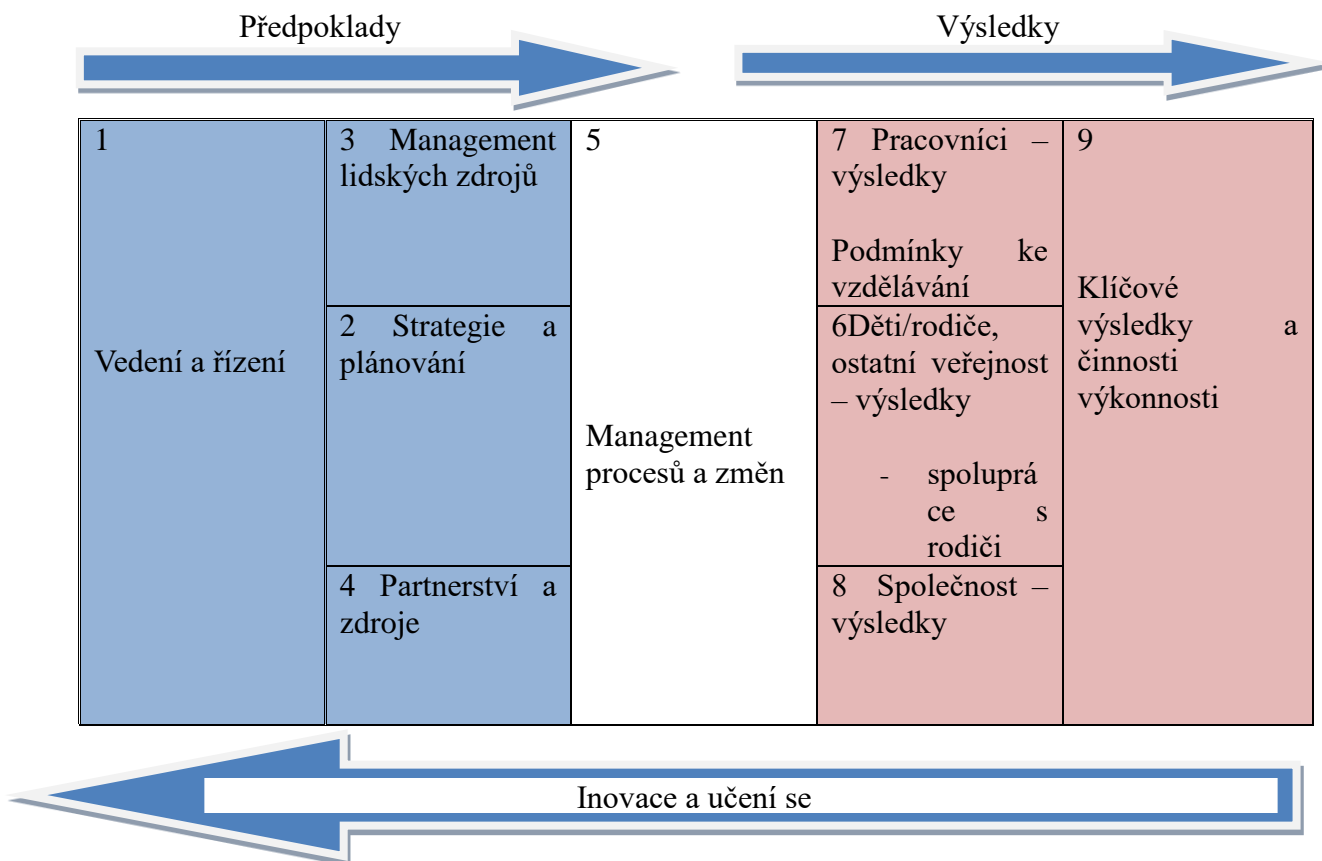 Předpoklady
Výsledky
1
Vedení a řízení
3 Management
lidských zdrojů
2 Strategie a
plánování
4 Partnerství a
zdroje
5
Management
procesů a změn
7 Pracovníci –
výsledky
Podmínky ke
vzdělávání
6Děti/rodiče,
ostatní veřejnost
– výsledky
- spoluprá
ce s
rodiči
8 Společnost –
výsledky
9
Klíčové
výsledky a
činnosti
výkonnosti
Inovace a učení se